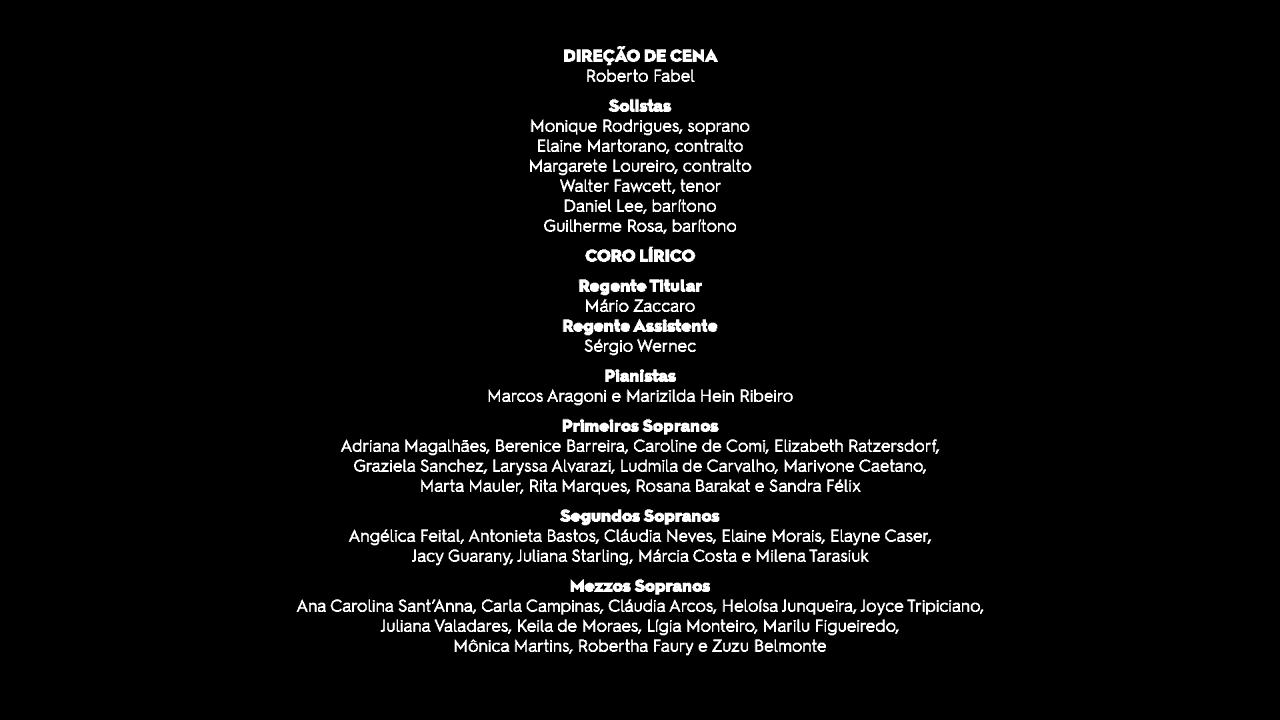 DIREÇÃO DE CENA
Roberto Fabel
Solistas
Monique Rodrigues, soprano
Elaine Martorano, contralto
Margarete Loureiro, contralto
Walter Fawcett, tenor
Daniel Lee, barítono
Guilherme Rosa, barítono
CORO LÍRICO
Regente Titular
Mário Zaccaro
Regente Assistente
Sérgio Wernec
Pianistas
Marcos Aragoni e Marizilda Hein Ribeiro
Primeiros Sopranos
Adriana Magalhães, Berenice Barreira, Caroline de Comi, Elizabeth Ratzersdorf,
Graziela Sanchez, Laryssa Alvarazi, Ludmila de Carvalho, Marivone Caetano,
Marta Mauler, Rita Marques, Rosana Barakat e Sandra Félix
Segundos Sopranos
Angélica Feital, Antonieta Bastos, Cláudia Neves, Elaine Morais, Elayne Caser,
Jacy Guarany, Juliana Starling, Márcia Costa e Milena Tarasiuk
Mezzos Sopranos
Ana Carolina Sant'Anna, Carla Campinas, Cláudia Arcos, Heloísa Junqueira, Joyce Tripiciano,
Juliana Valadares, Keila de Moraes, Lígia Monteiro, Marilu Figueiredo,
Mônica Martins, Robertha Faury e Zuzu Belmonte